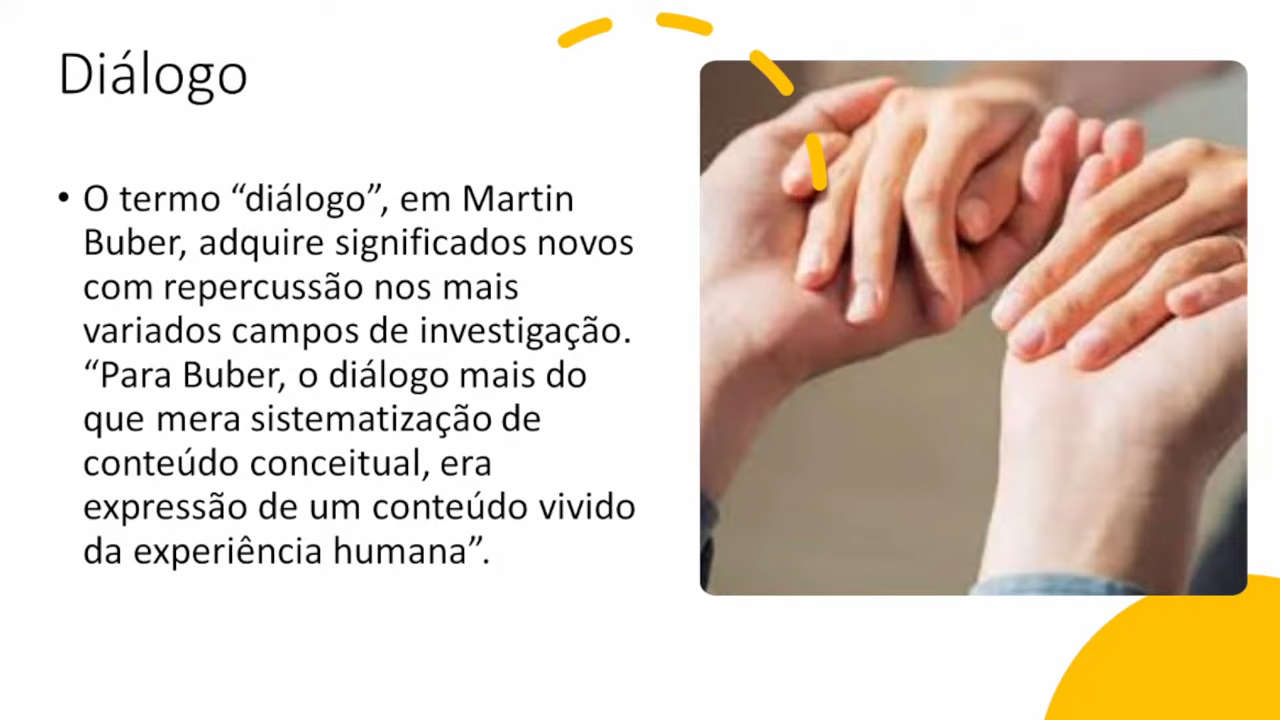 Diálogo
• O termo “diálogo”, em Martin
Buber, adquire significados novos
com repercussão nos mais
variados campos de investigação.
“Para Buber, o diálogo mais do
que mera sistematização de
conteúdo conceitual, era
expressão de um conteúdo vivido
da experiência humana”.